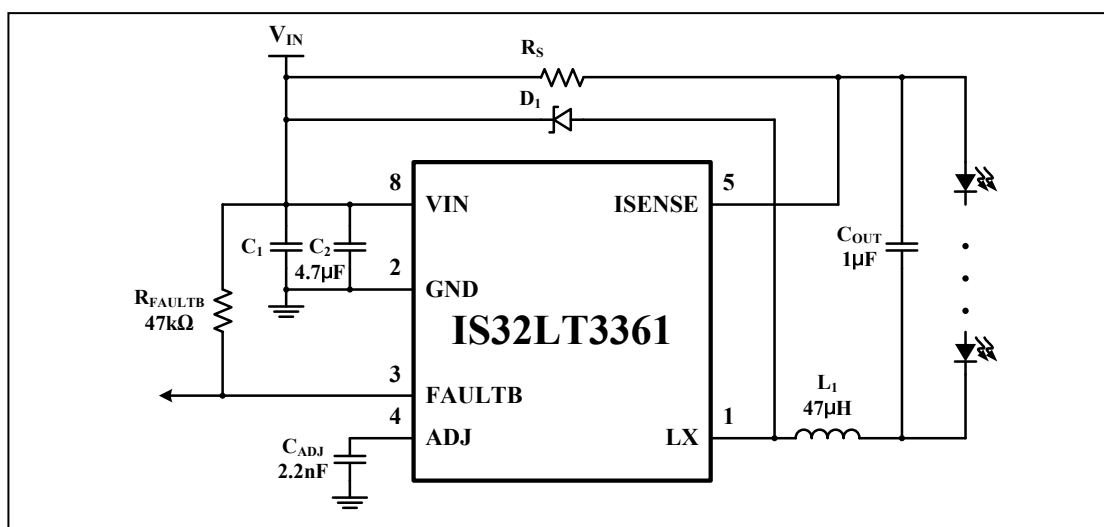 VIN
RS
D1
8
VIN
ISENSE
5
C1
C2
4.7µF
COUT
1µF
2
GND
RFAULTB
47kΩ
IS32LT3361
3
FAULTB
L1
47µH
4
ADJ
LX
1
CADJ
2.2nF